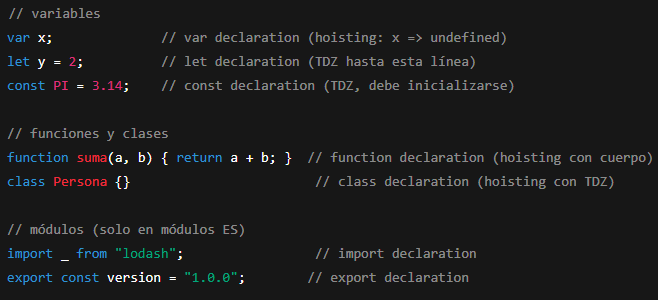 // variables
var x;              // var declaration (hoisting: x => undefined)
let y = 2;          // let declaration (TDZ hasta esta línea)
const PI = 3.14;    // const declaration (TDZ, debe inicializarse)

// funciones y clases
function suma(a, b) { return a + b; }  // function declaration (hoisting con cuerpo)
class Persona {}                        // class declaration (hoisting con TDZ)

// módulos (solo en módulos ES)
import _ from "lodash";                 // import declaration
export const version = "1.0.0";        // export declaration